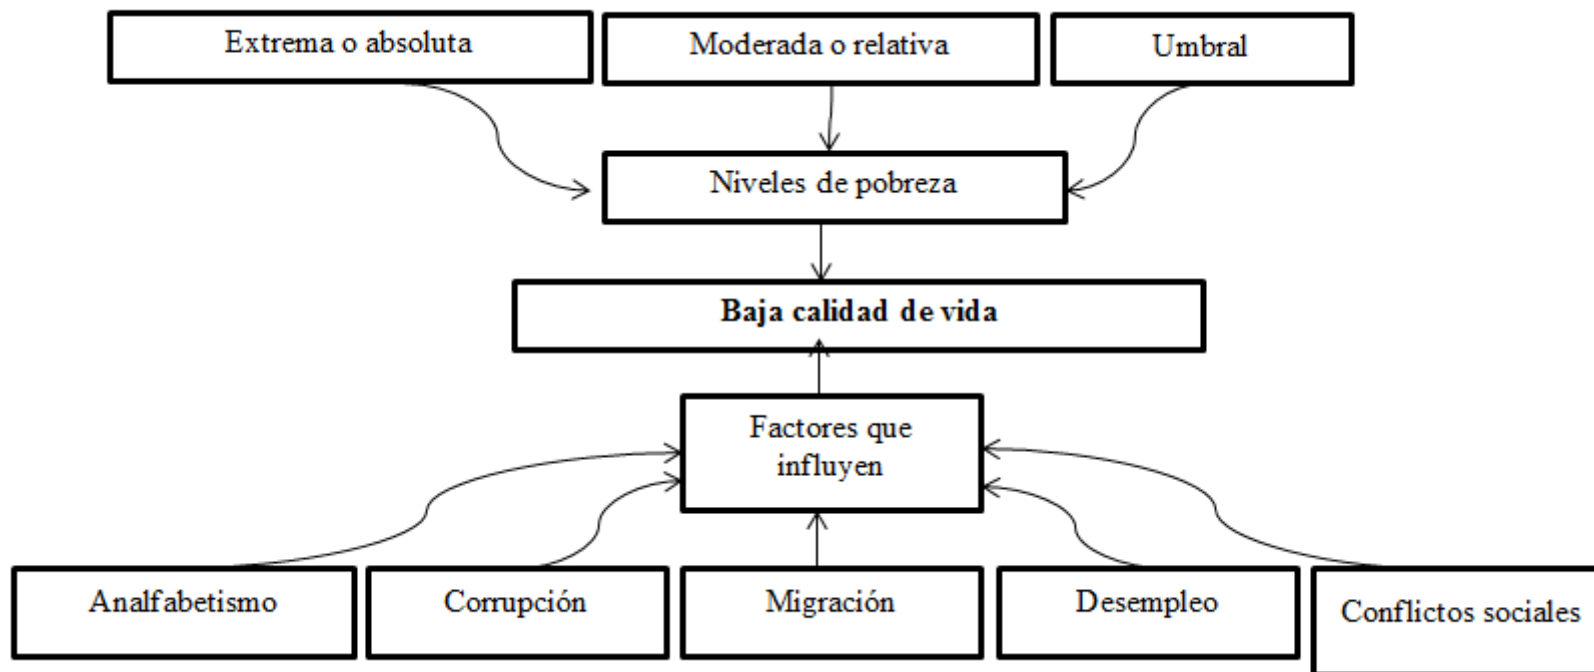 Extrema o absoluta
Moderada o relativa
Umbral
Niveles de pobreza
Baja calidad de vida
Factores que
influyen
Analfabetismo
Corrupción
Migración
Desempleo
Conflictos sociales